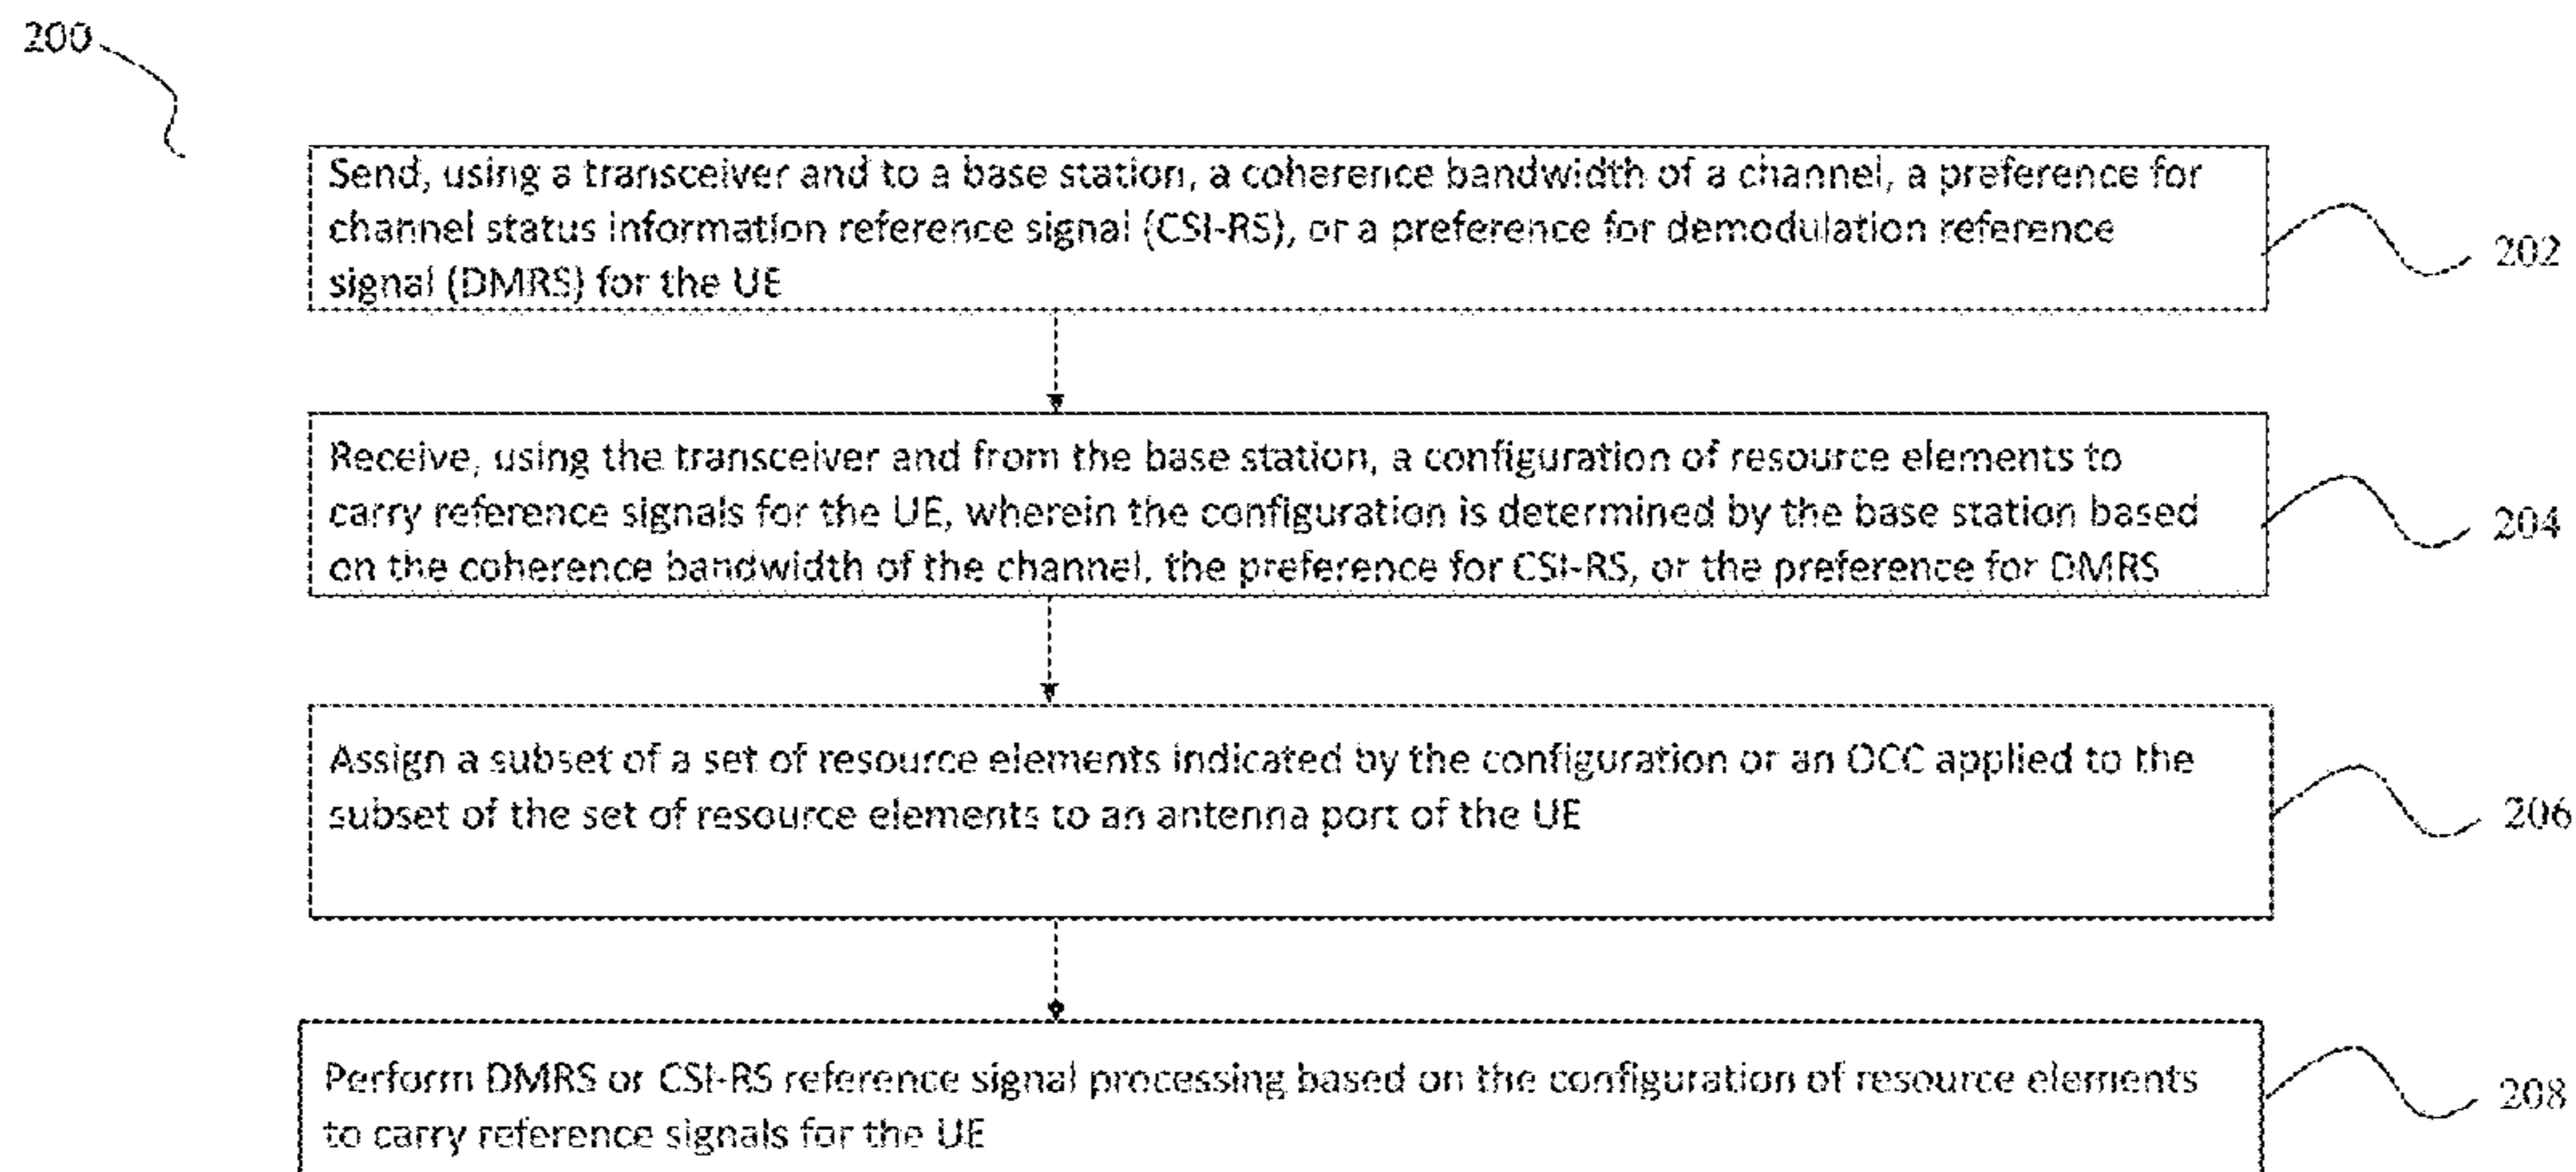 200
Send, using a transceiver and to a base station, a coherence bandwidth of a channel, a preference for
channel status information reference signal (CSI-RS), or a preference for demodulation reference
signal (DMRS) for the UE
202
Receive, using the transceiver and from the base station, a configuration of resource elements to
carry reference signals for the UE, wherein the configuration is determined by the base station based
on the coherence bandwidth of the channel, the preference for CSI-RS, or the preference for DMRS
204
Assign a subset of a set of resource elements indicated by the configuration or an OCC applied to the
subset of the set of resource elements to an antenna port of the UE
206
Perform DMRS or CSI-RS reference signal processing based on the configuration of resource elements
to carry reference signals for the UE
208